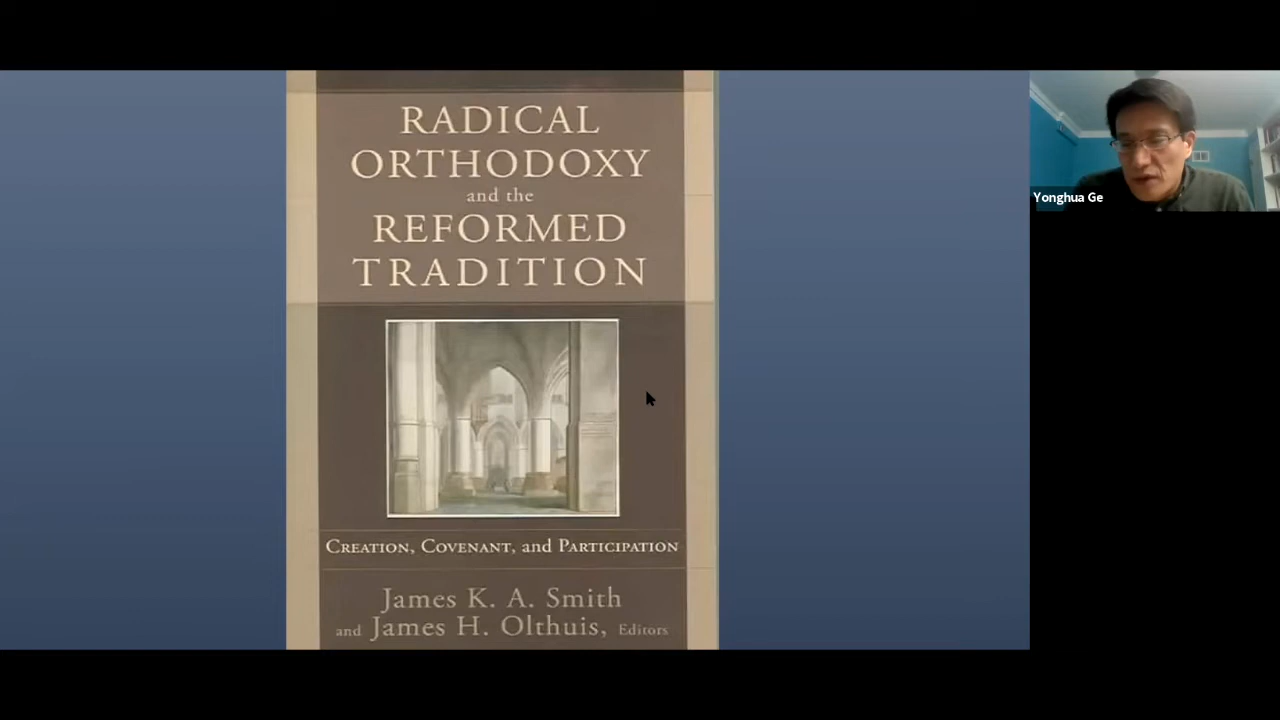 RADICAL
ORTHODOXY
and the
REFORMED
TRADITION
CREATION, COVENANT, and PARTICIPATION
James K. A. Smith
and James H. Olthuis, Editors
Yonghua Ge